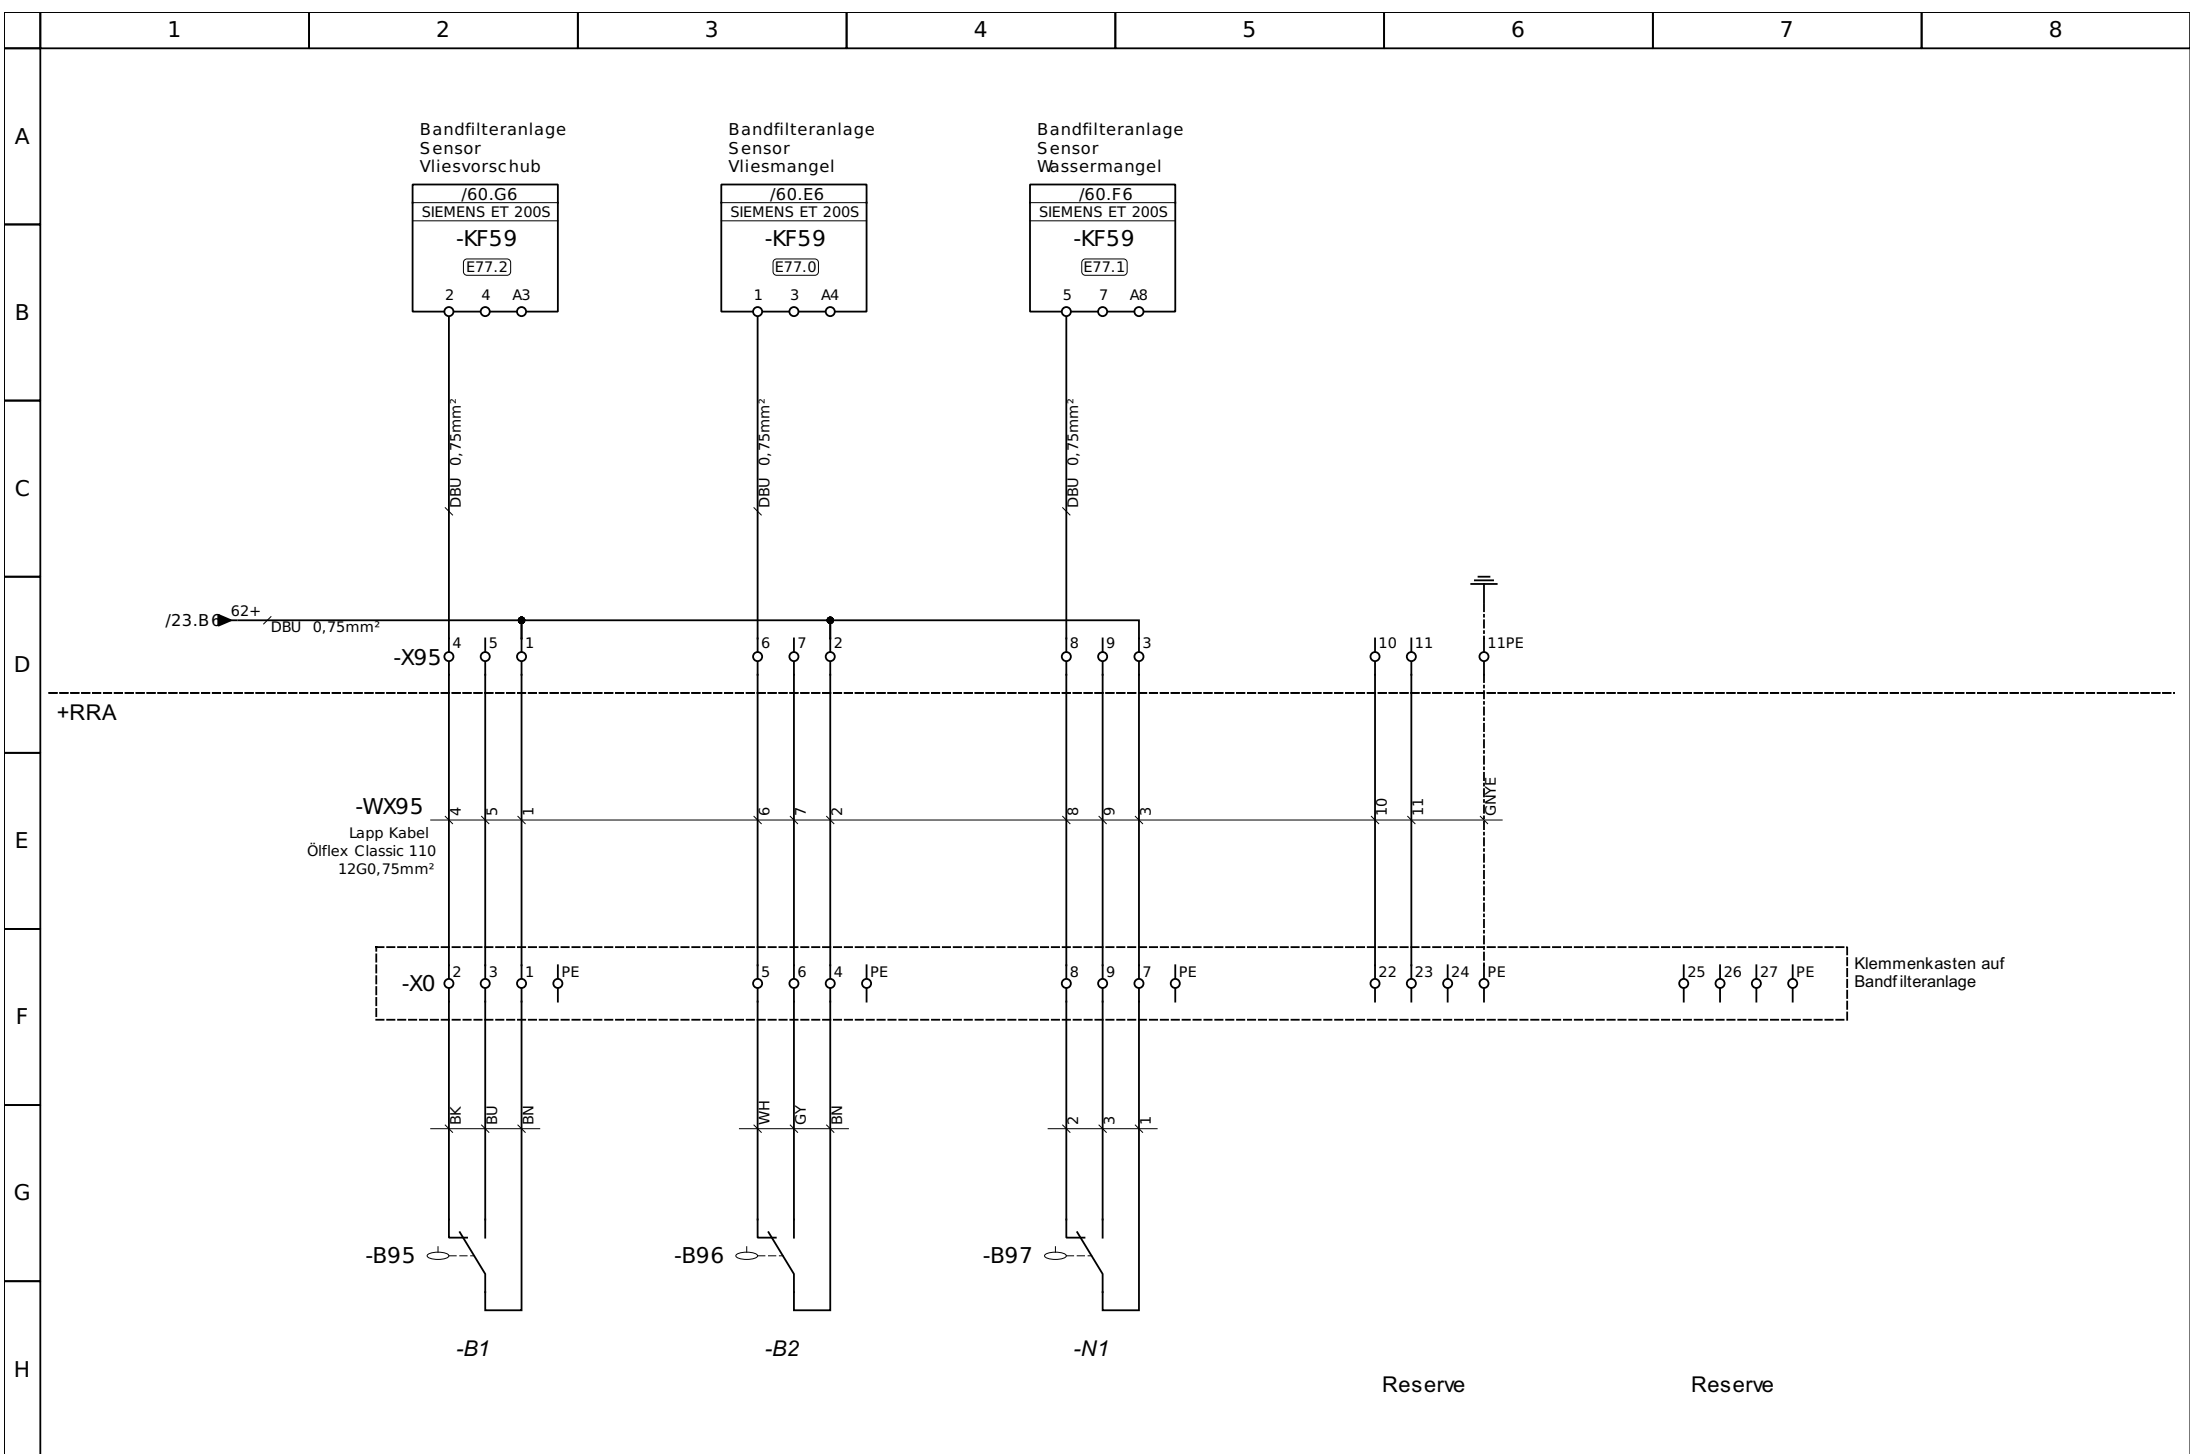 1 2 3 4 5 6 7 8
A
Bandfilteranlage
Sensor
Vliesvorschub
Bandfilteranlage
Sensor
Vliesmangel
Bandfilteranlage
Sensor
Wassermangel
/60.G6
SIEMENS ET 200S
-KF59
E77.2
2 4 A3
/60.E6
SIEMENS ET 200S
-KF59
E77.0
1 3 A4
/60.F6
SIEMENS ET 200S
-KF59
E77.1
5 7 A8
B
C
DBU 0,75mm²
DBU 0,75mm²
DBU 0,75mm²
/23.B6
62+
DBU 0,75mm²
D
-X95
4 5 1 6 7 2 8 9 3 10 11 11PE
+RRA
E
-WX95
4 5 1 6 7 2 8 9 3 10 11 GNYE
Lapp Kabel
Ölflex Classic 110
12G0,75mm²
F
-X0
2 3 1 PE 5 6 4 PE 8 9 7 PE 22 23 24 PE 25 26 27 PE
Klemmenkasten auf
Bandfilteranlage
BK BU BN WH GY BN 2 3 1
G
-B95 -B96 -B97
-B1 -B2 -N1
H
Reserve Reserve